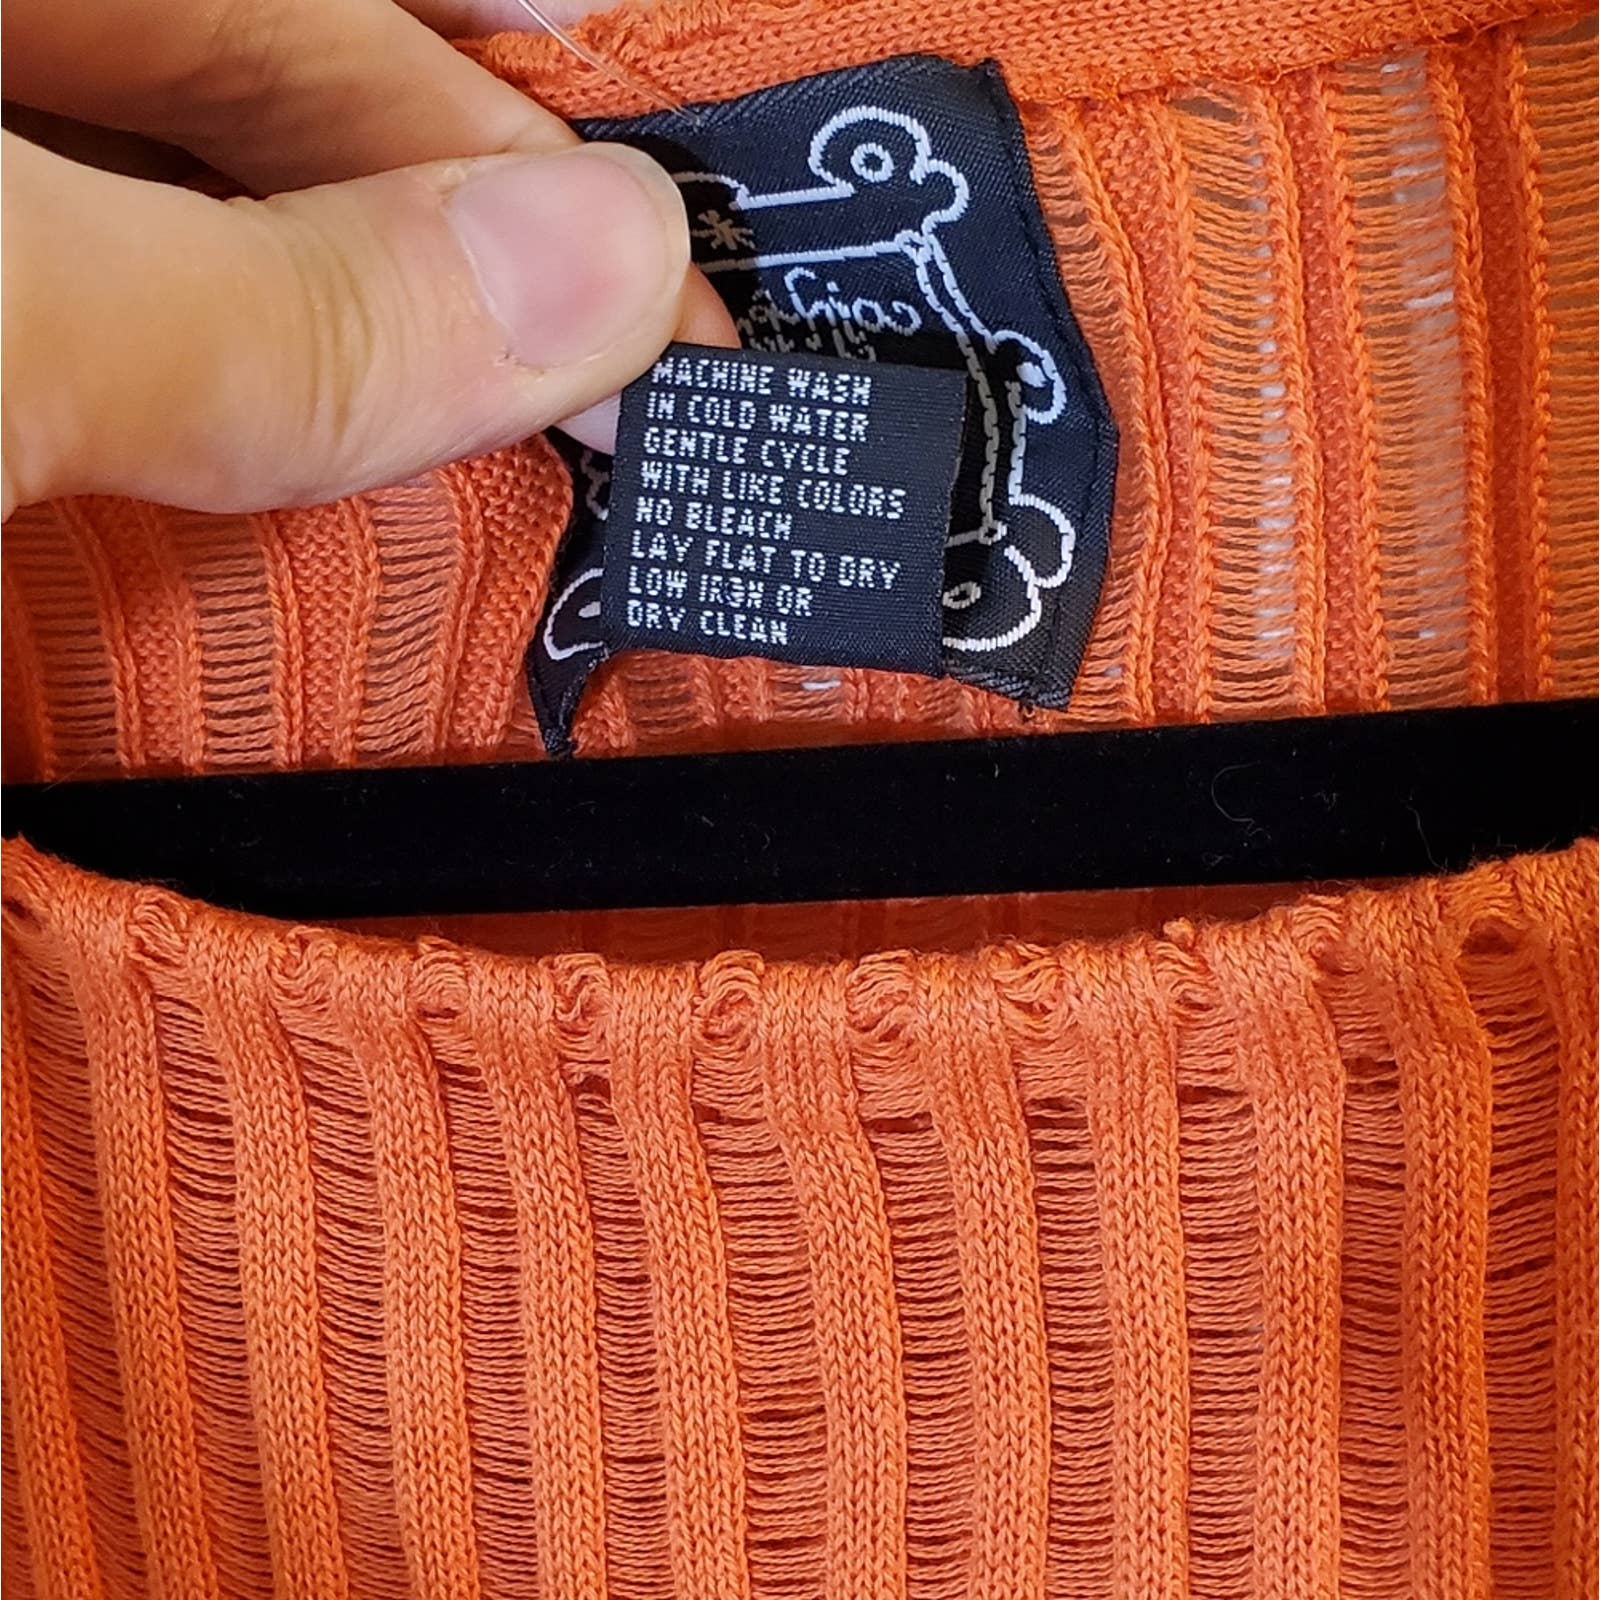 MACHINE WASH
IN COLD WATER
GENTLE CYCLE
WITH LIKE COLORS
NO BLEACH
LAY FLAT TO DRY
LOW IRON OR
DRY CLEAN